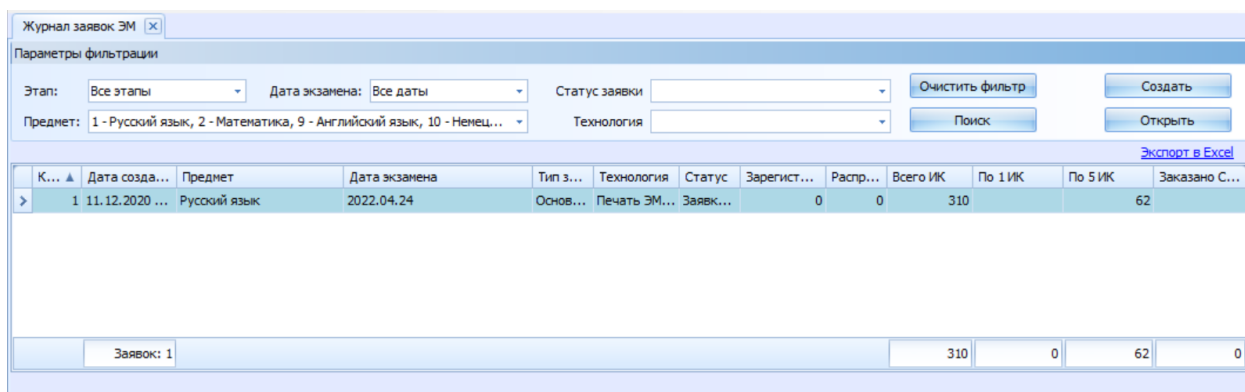 Журнал заявок ЭМ
Параметры фильтрации
Этап: Все этапы Дата экзамена: Все даты Статус заявки Очистить фильтр Создать
Предмет: 1 - Русский язык, 2 - Математика, 9 - Английский язык, 10 - Немец... Технология Поиск Открыть
Экспорт в Excel
К... Дата созда... Предмет Дата экзамена Тип з... Технология Статус Зарегист... Распр... Всего ИК По 1 ИК По 5 ИК Заказано С...
1 11.12.2020 ... Русский язык 2022.04.24 Основ... Печать ЭМ... Заявк... 0 0 310 62
Заявок: 1 310 0 62 0